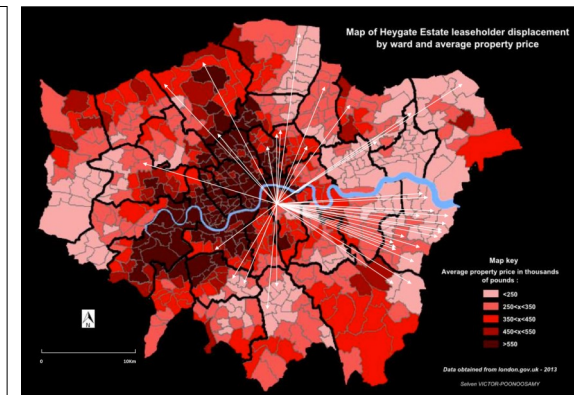 Map of Heygate Estate leaseholder displacement
by ward and average property price
Map key
Average property price in thousands
of pounds :
<250
250<x<350
350<x<450
450<x<550
>550
N
0
10Km
Data obtained from london.gov.uk - 2013
Selven VICTOR-POONOOSAMY